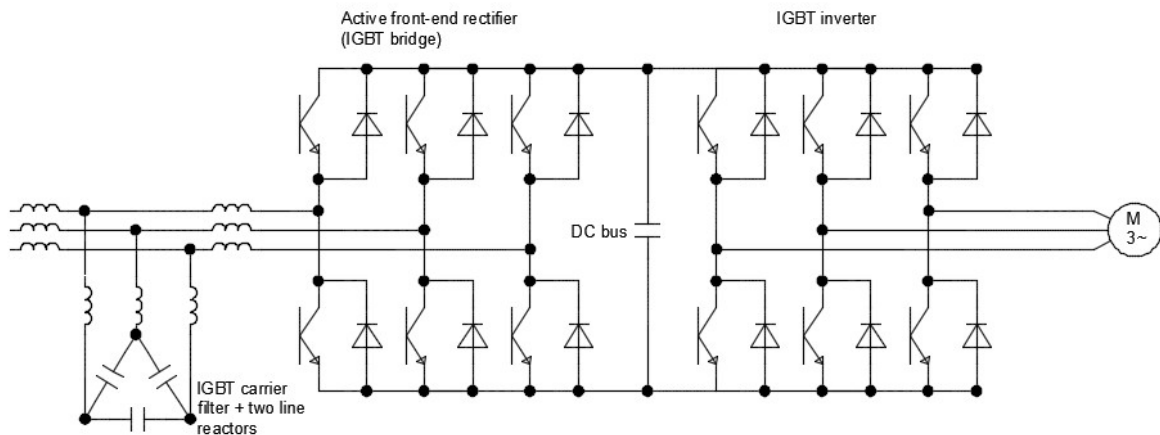 Active front-end rectifier
(IGBT bridge)
IGBT inverter
DC bus
M
3~
IGBT carrier
filter + two line
reactors